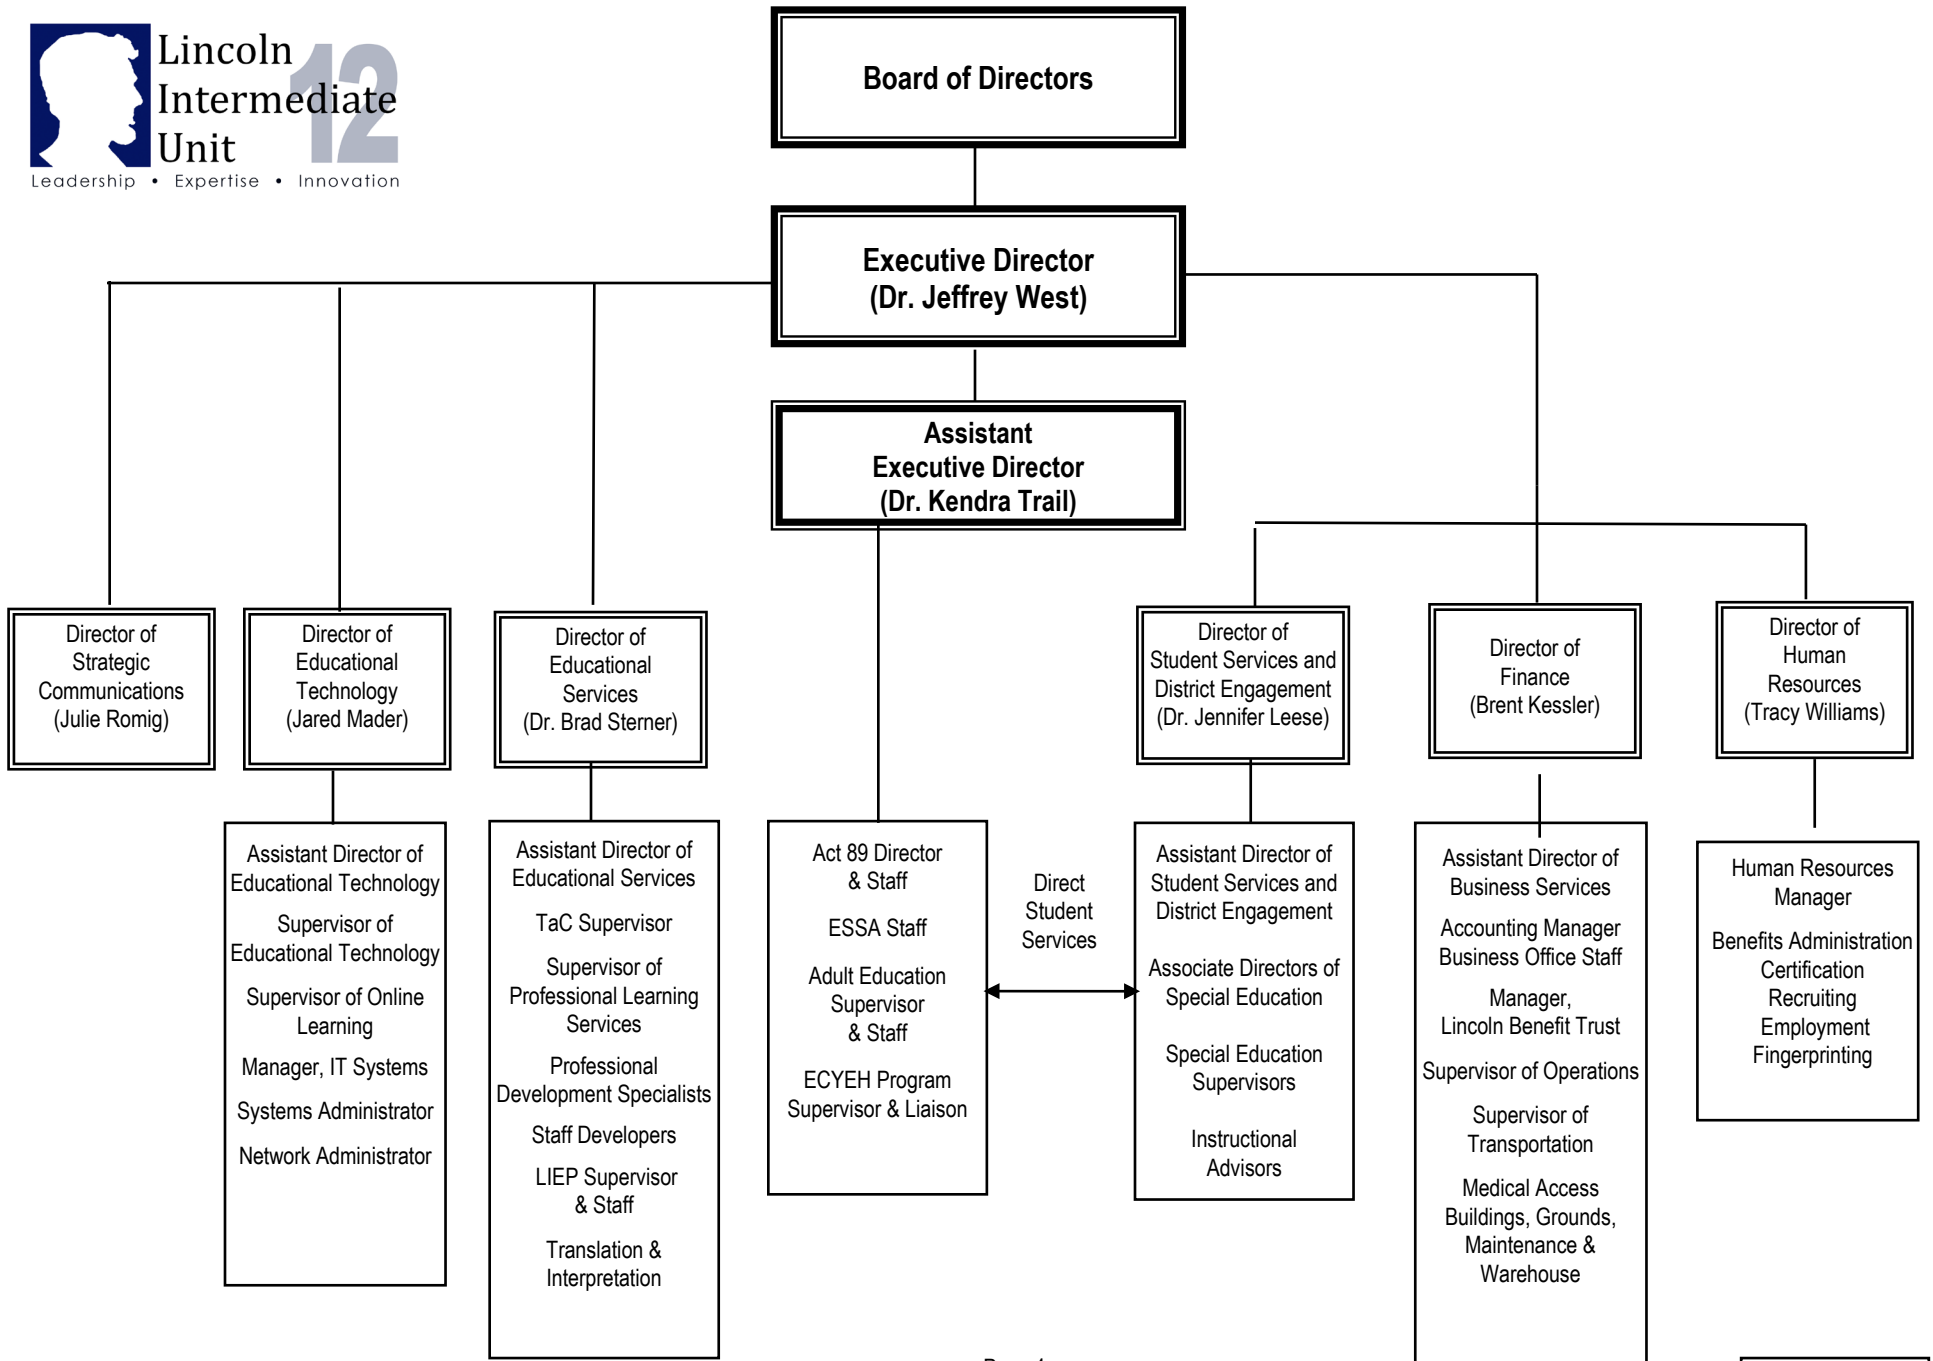 Lincoln
Intermediate
Unit
12
Leadership • Expertise • Innovation
Board of Directors
Executive Director
(Dr. Jeffrey West)
Assistant
Executive Director
(Dr. Kendra Trail)
Director of
Strategic
Communications
(Julie Romig)
Director of
Educational
Technology
(Jared Mader)
Director of
Educational
Services
(Dr. Brad Sterner)
Director of
Student Services and
District Engagement
(Dr. Jennifer Leese)
Director of
Finance
(Brent Kessler)
Director of
Human
Resources
(Tracy Williams)
Assistant Director of
Educational Technology
Supervisor of
Educational Technology
Supervisor of Online
Learning
Manager, IT Systems
Systems Administrator
Network Administrator
Assistant Director of
Educational Services
TaC Supervisor
Supervisor of
Professional Learning
Services
Professional
Development Specialists
Staff Developers
LIEP Supervisor
& Staff
Translation &
Interpretation
Act 89 Director
& Staff
ESSA Staff
Adult Education
Supervisor
& Staff
ECYEH Program
Supervisor & Liaison
Direct
Student
Services
Assistant Director of
Student Services and
District Engagement
Associate Directors of
Special Education
Special Education
Supervisors
Instructional
Advisors
Assistant Director of
Business Services
Accounting Manager
Business Office Staff
Manager,
Lincoln Benefit Trust
Supervisor of Operations
Supervisor of
Transportation
Medical Access
Buildings, Grounds,
Maintenance &
Warehouse
Human Resources
Manager
Benefits Administration
Certification
Recruiting
Employment
Fingerprinting